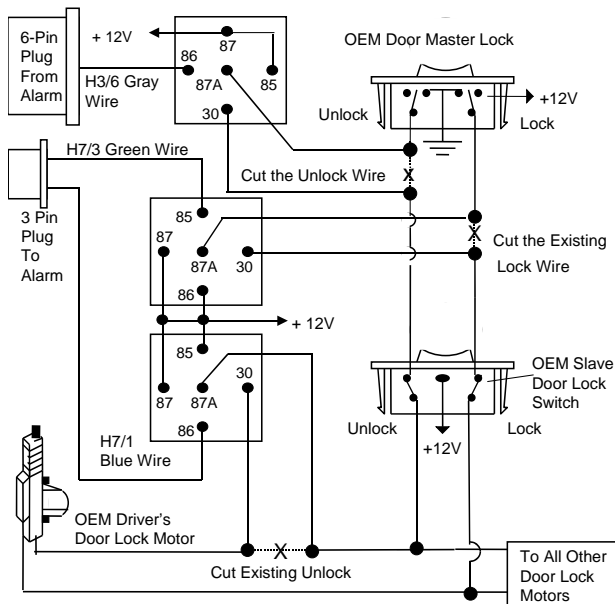 6-Pin
Plug
From
Alarm
+ 12V
86
87
87A
85
30
H3/6 Gray
Wire
OEM Door Master Lock
+12V
Unlock
Lock
H7/3 Green Wire
Cut the Unlock Wire
X
3 Pin
Plug
To
Alarm
85
87
87A
30
86
X
Cut the Existing
Lock Wire
+ 12V
85
30
87
87A
86
H7/1
Blue Wire
OEM Slave
Door Lock
Switch
Unlock
Lock
+12V
OEM Driver's
Door Lock Motor
X
Cut Existing Unlock
To All Other
Door Lock
Motors